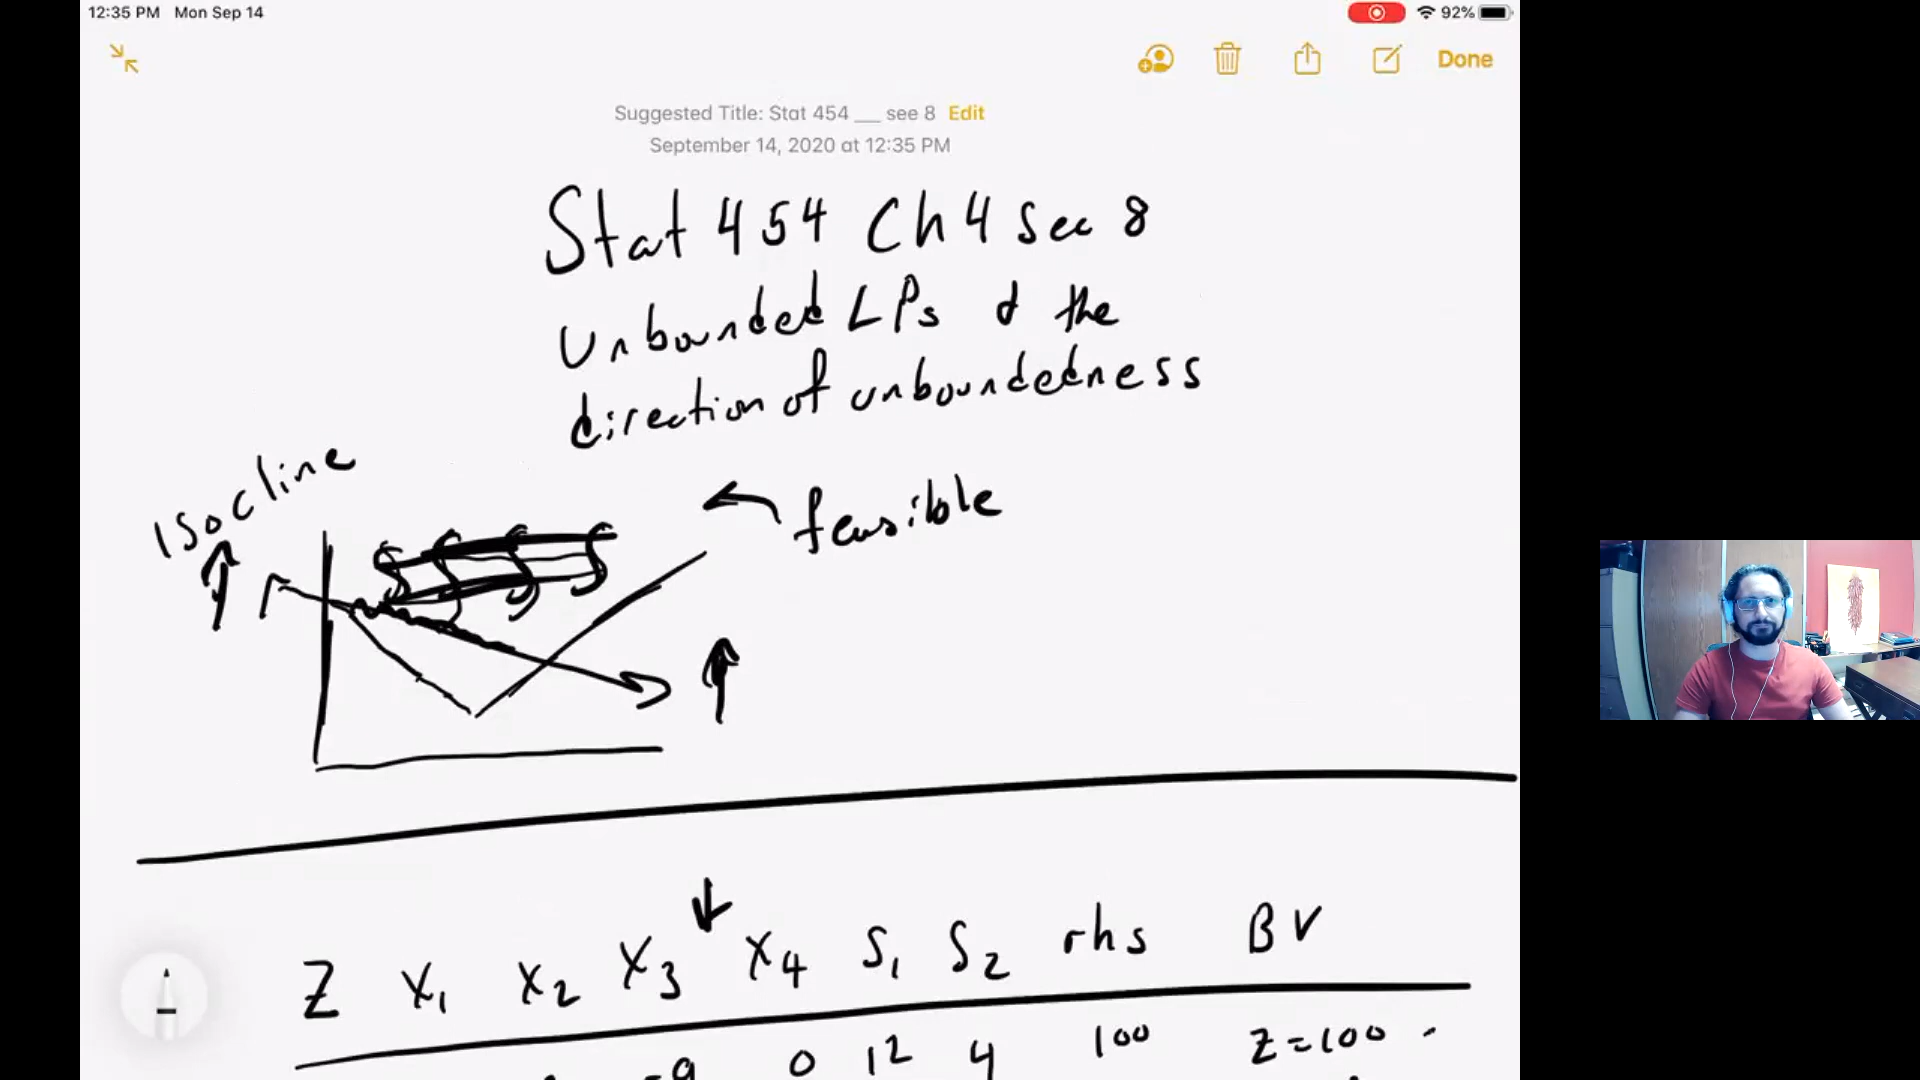 12:35 PM Mon Sep 14
92%
Done
Suggested Title: Stat 454 ___ see 8 Edit
September 14, 2020 at 12:35 PM
Stat 454 Ch 4 Sec 8
Unbounded LPs & the
direction of unboundedness
Isocline
feasible
Z X1 X2 X3 X4 S1 S2 rhs BV
-9 0 12 4 100 Z=100